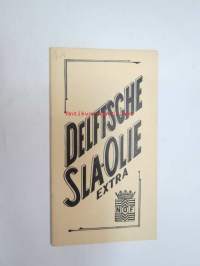 DELFTSCHE
SLA-OLIE
EXTRA
N.O.F.